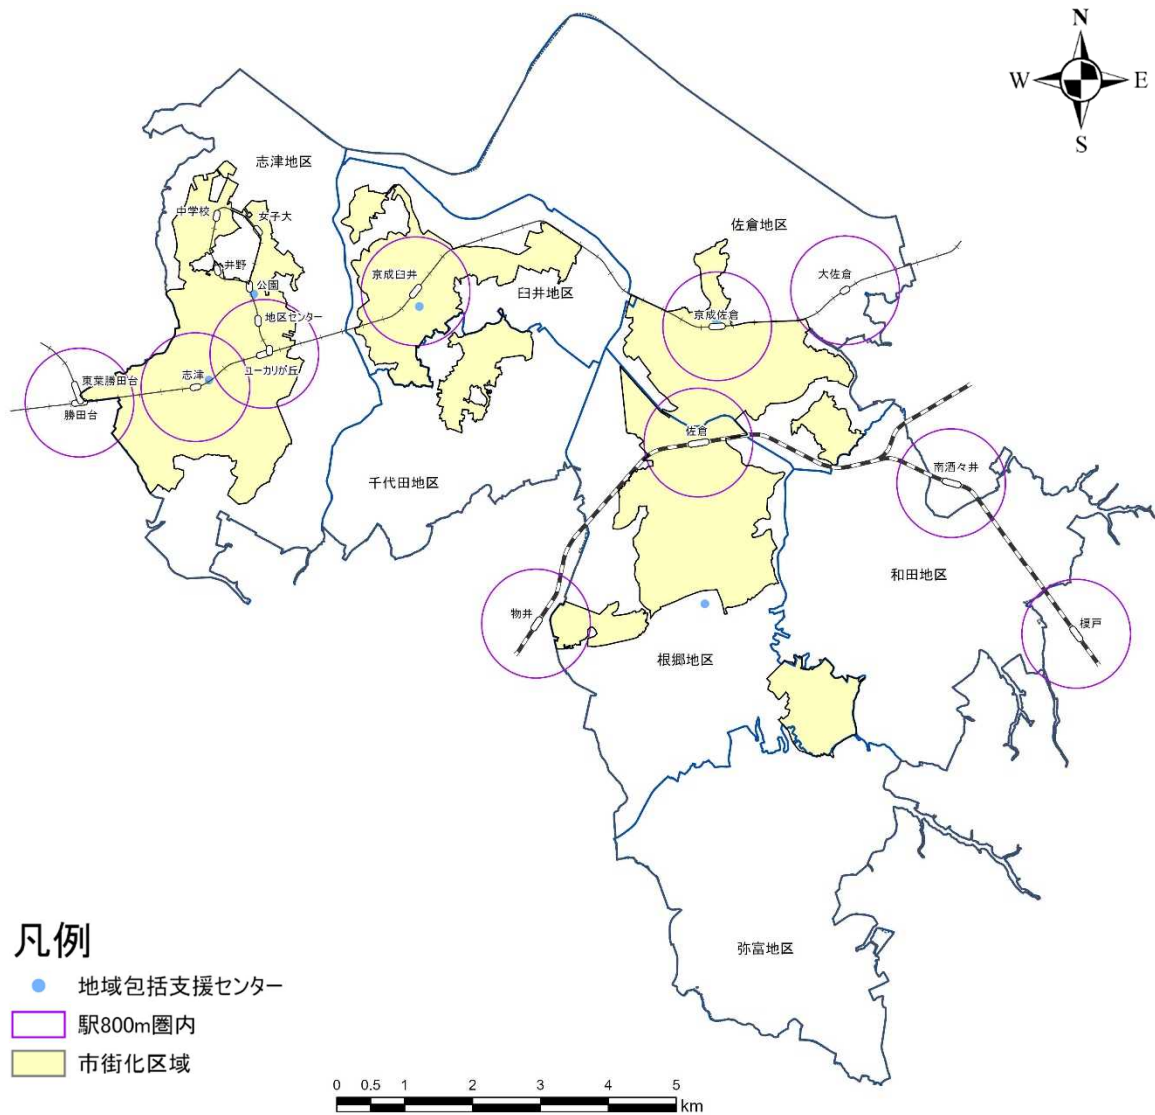 N
W
E
S
志津地区
中学校
女子大
佐倉地区
井野
京成臼井
大佐倉
公園
臼井地区
地区センター
京成佐倉
志津
ユーカリが丘
東葉勝田台
勝田台
佐倉
南酒々井
千代田地区
和田地区
物井
榎戸
根郷地区
弥富地区
凡例
地域包括支援センター
駅800m圏内
市街化区域
0 0.5 1 2 3 4 5
km